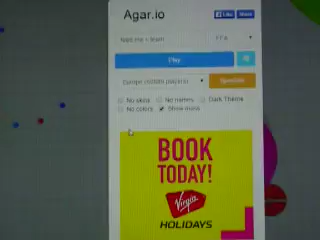 Agar.io
Like Share
Play
Spectate
No skins No names Dark Theme
No colors Show mass
BOOK
TODAY!
Virgin
HOLIDAYS